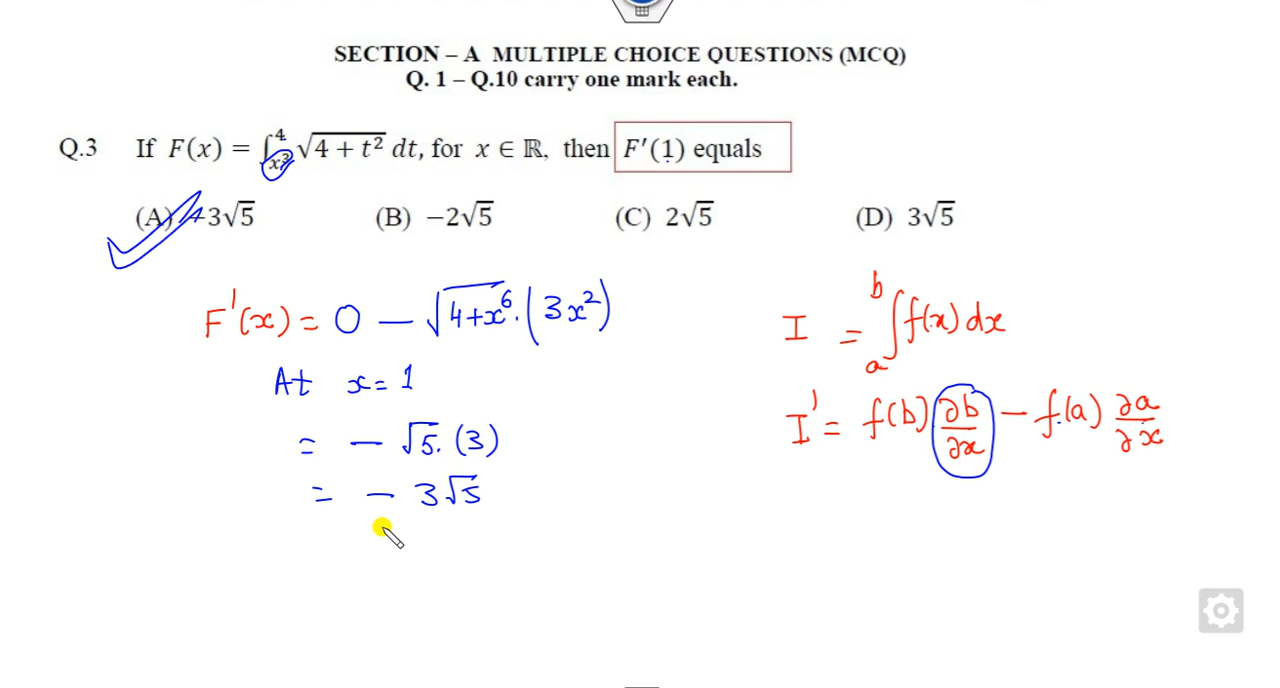 SECTION – A MULTIPLE CHOICE QUESTIONS (MCQ)
Q. 1 – Q.10 carry one mark each.
Q.3 If F(x) = ∫_{x³}^{4} √(4 + t²) dt, for x ∈ ℝ, then F′(1) equals
(A) −3√5 (B) −2√5 (C) 2√5 (D) 3√5
F'(x) = 0 − √(4+x⁶) · (3x²)
At x = 1
= − √5 . (3)
= − 3√5
I = ∫_a^b f(x) dx
I' = f(b) ∂b/∂x − f(a) ∂a/∂x